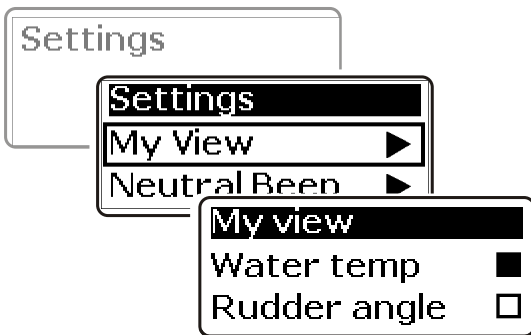 Settings
Settings
My View
Neutral Beep
My view
Water temp
Rudder angle